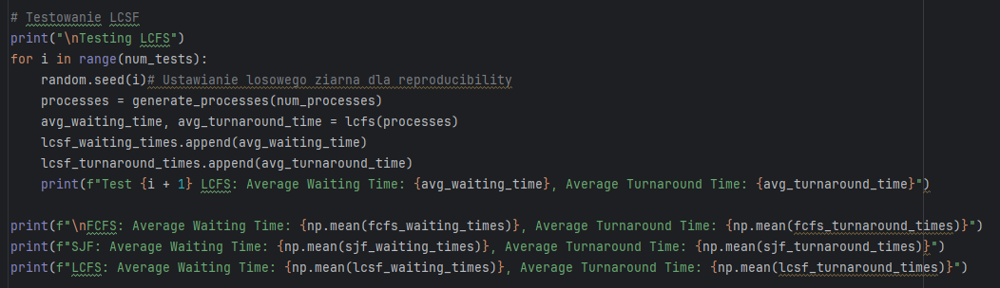 # Testowanie LCSF
print("\nTesting LCFS")
for i in range(num_tests):
    random.seed(i)# Ustawianie losowego ziarna dla reproducibility
    processes = generate_processes(num_processes)
    avg_waiting_time, avg_turnaround_time = lcfs(processes)
    lcsf_waiting_times.append(avg_waiting_time)
    lcsf_turnaround_times.append(avg_turnaround_time)
    print(f"Test {i + 1} LCFS: Average Waiting Time: {avg_waiting_time}, Average Turnaround Time: {avg_turnaround_time}")
print(f"\nFCFS: Average Waiting Time: {np.mean(fcfs_waiting_times)}, Average Turnaround Time: {np.mean(fcfs_turnaround_times)}")
print(f"SJF: Average Waiting Time: {np.mean(sjf_waiting_times)}, Average Turnaround Time: {np.mean(sjf_turnaround_times)}")
print(f"LCFS: Average Waiting Time: {np.mean(lcsf_waiting_times)}, Average Turnaround Time: {np.mean(lcsf_turnaround_times)}")